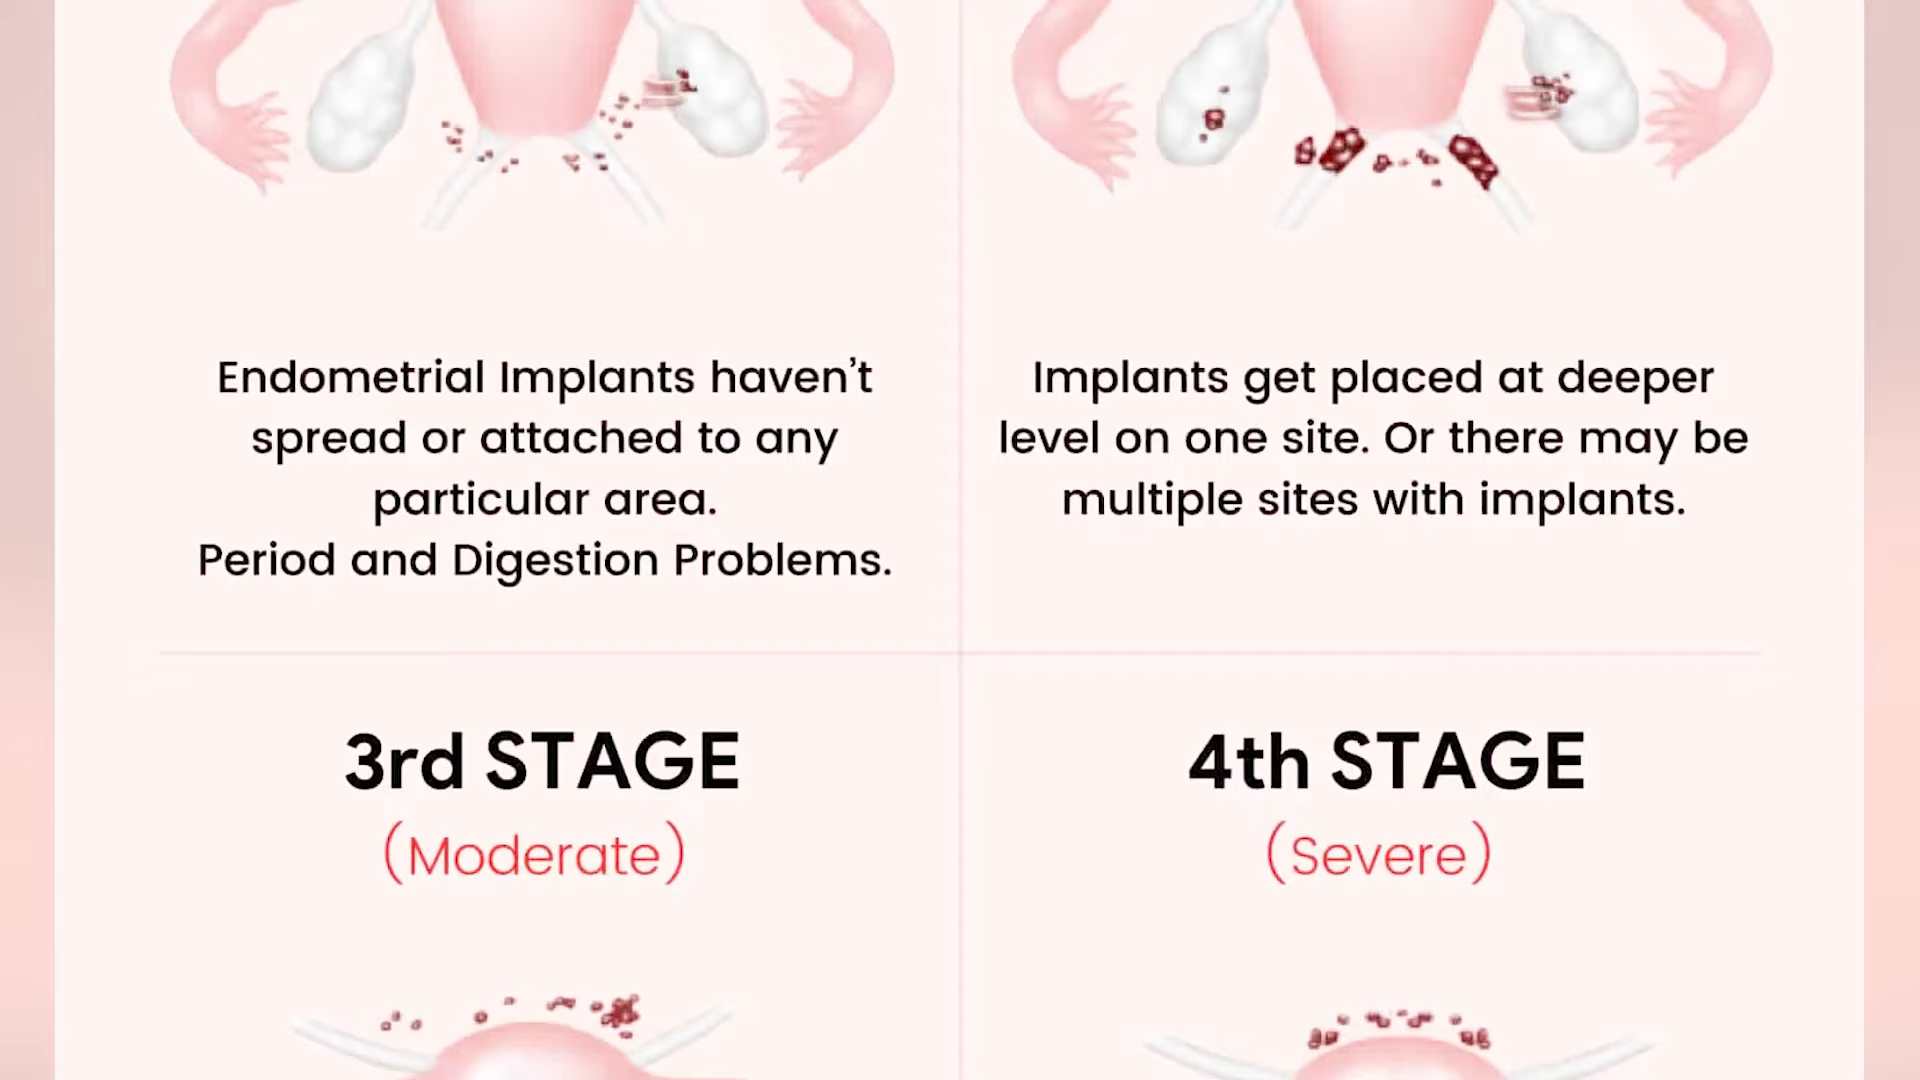 Endometrial Implants haven't
spread or attached to any
particular area.
Period and Digestion Problems.
Implants get placed at deeper
level on one site. Or there may be
multiple sites with implants.
3rd STAGE
(Moderate)
4th STAGE
(Severe)